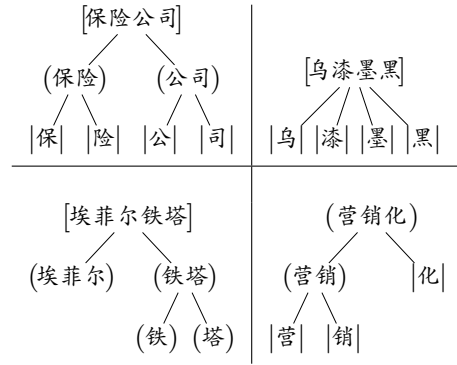 [保险公司]
(保险) (公司)
|保| |险| |公| |司|
[乌漆墨黑]
|乌| |漆| |墨| |黑|
[埃菲尔铁塔]
(埃菲尔) (铁塔)
(铁) (塔)
(营销化)
(营销) |化|
|营| |销|